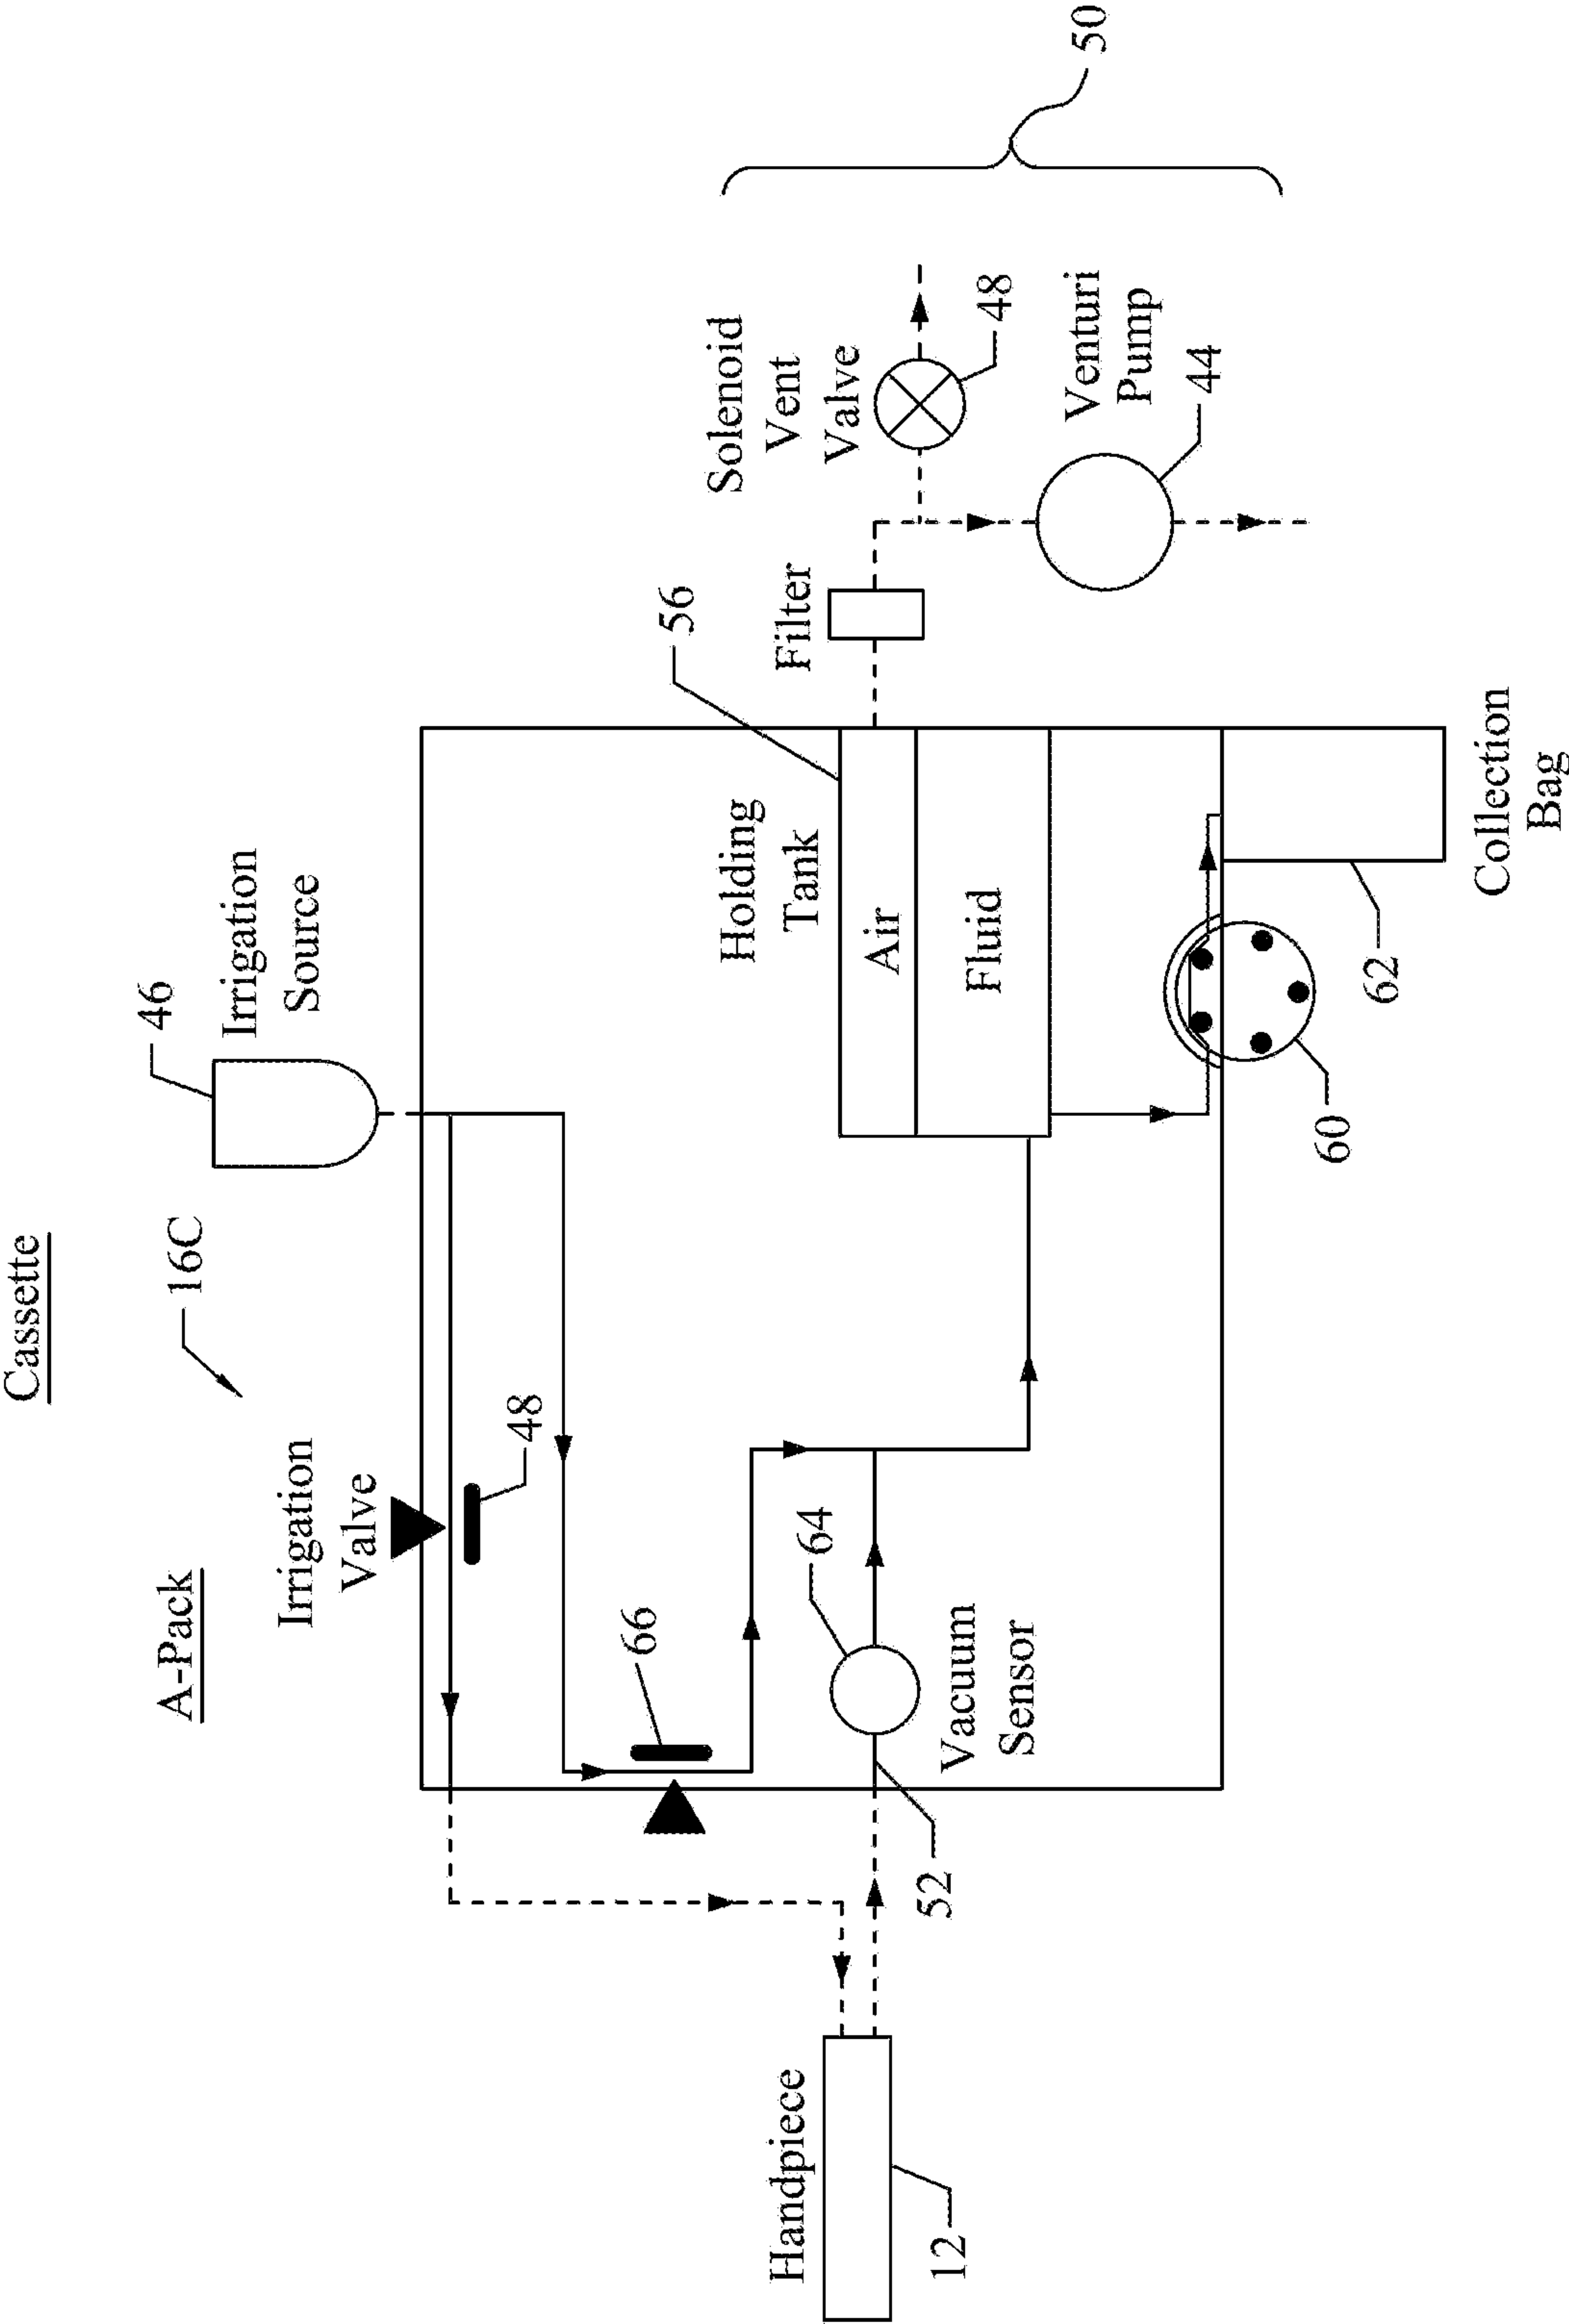 Cassette
A-Pack
16C
46
Irrigation
Source
Irrigation
Valve
48
66
Holding
Tank
56
Air
Fluid
Filter
Solenoid
Vent
Valve
48
Venturi
Pump
44
50
Handpiece
12
52
64
Vacuum
Sensor
60
62
Collection
Bag